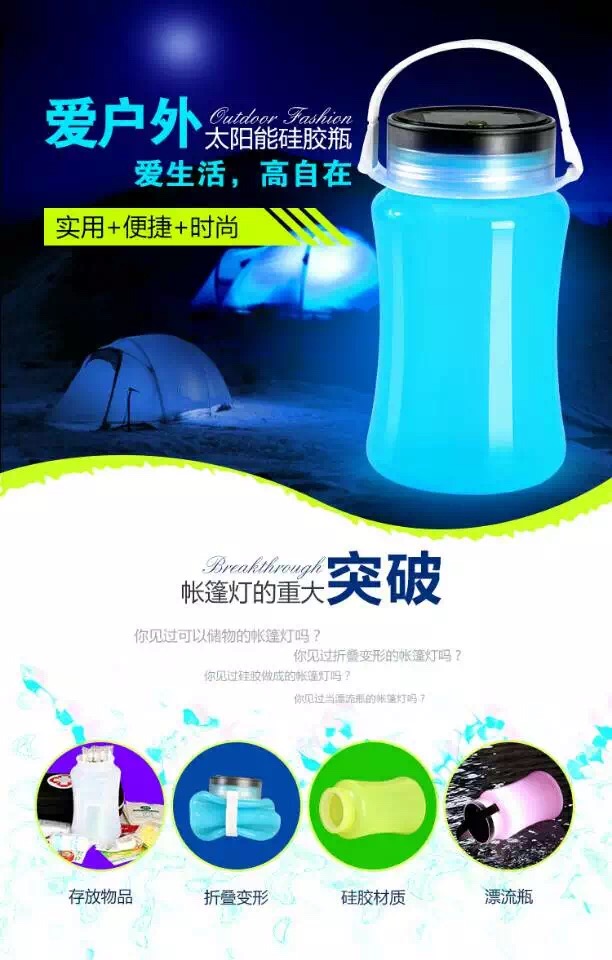 爱户外
Outdoor Fashion
太阳能硅胶瓶
爱生活，高自在
实用+便捷+时尚
Breakthrough
帐篷灯的重大突破
你见过可以储物的帐篷灯吗？
你见过折叠变形的帐篷灯吗？
你见过硅胶做成的帐篷灯吗？
你见过当漂流瓶的帐篷灯吗？
存放物品
折叠变形
硅胶材质
漂流瓶